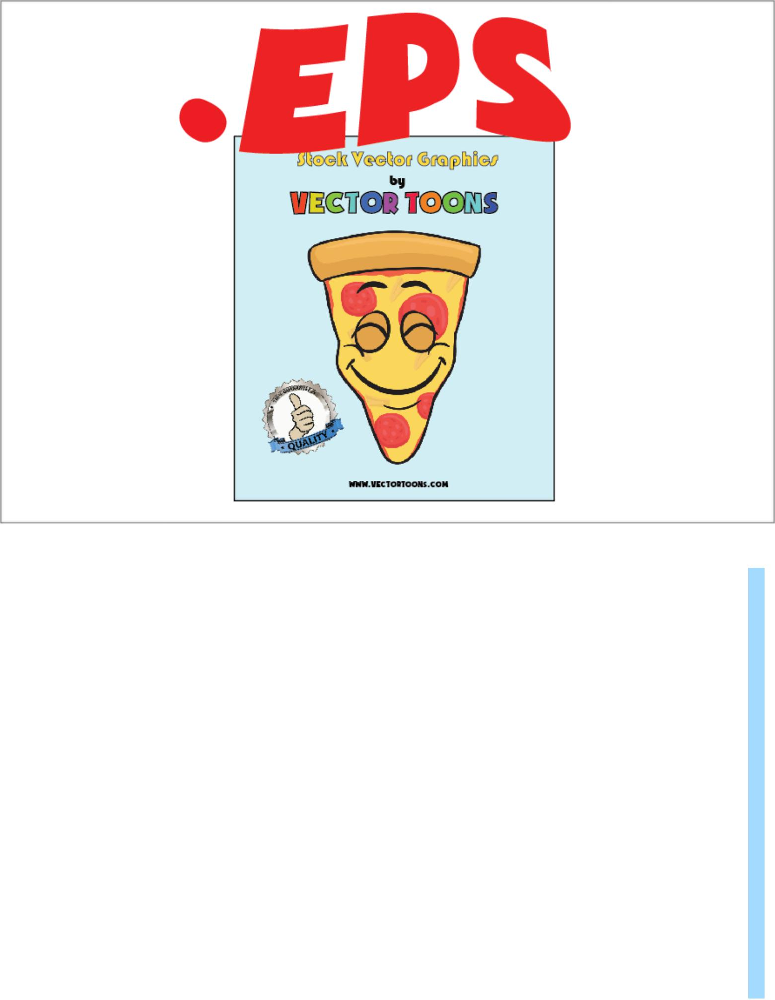 .EPS
Stock Vector Graphics
by
VECTOR TOONS
QUALITY
WWW.VECTORTOONS.COM